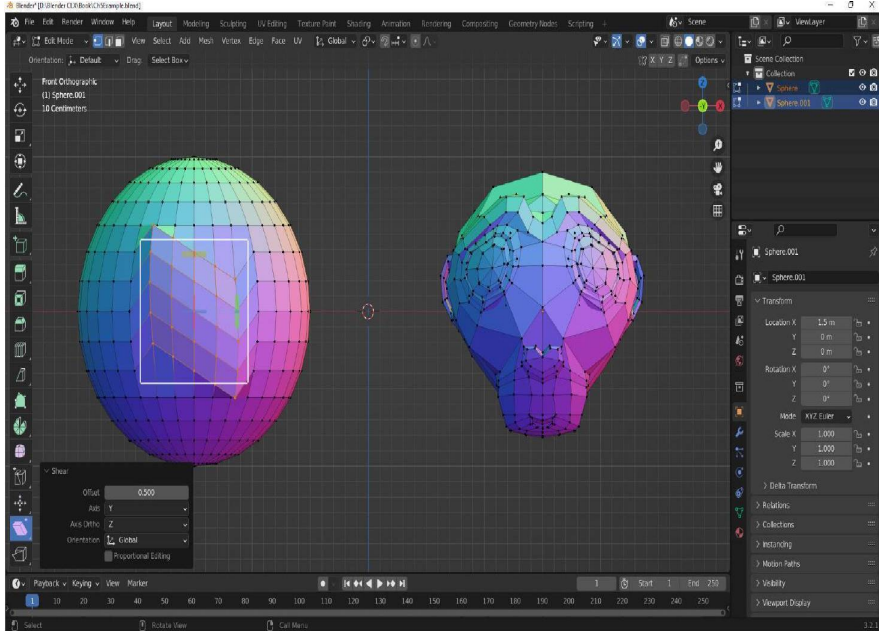 Blender* [D:\Blender CLX\Book\Ch5\Example.blend]
File Edit Render Window Help Layout Modeling Sculpting UV Editing Texture Paint Shading Animation Rendering Compositing Geometry Nodes Scripting + Scene ViewLayer
Edit Mode View Select Add Mesh Vertex Edge Face UV Global
Orientation: Default Drag: Select Box X Y Z Options
Front Orthographic
(1) Sphere.001
10 Centimeters
Z
Y
X
Scene Collection
Collection
Sphere
Sphere.001
Sphere.001
Sphere.001
Transform
Location X 1.5 m
Y 0 m
Z 0 m
Rotation X 0°
Y 0°
Z 0°
Mode XYZ Euler
Scale X 1.000
Y 1.000
Z 1.000
Delta Transform
Relations
Collections
Instancing
Motion Paths
Visibility
Viewport Display
Shear
Offset 0.500
Axis Y
Axis Ortho Z
Orientation Global
Proportional Editing
Playback Keying View Marker 1 Start 1 End 250
1 10 20 30 40 50 60 70 80 90 100 110 120 130 140 150 160 170 180 190 200 210 220 230 240 250
Select Rotate View Call Menu 3.2.1